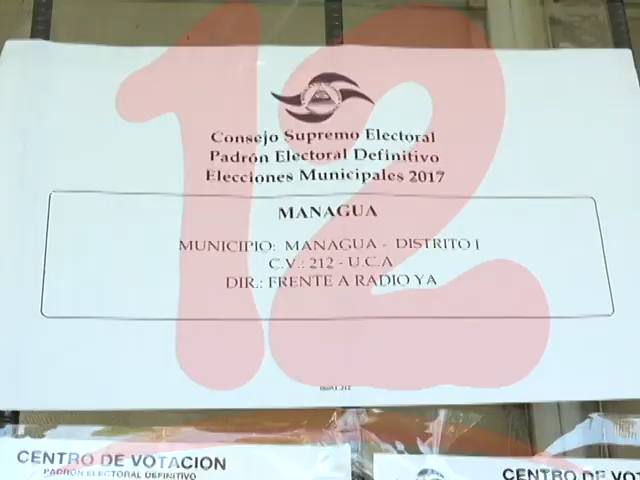 12
Consejo Supremo Electoral
Padrón Electoral Definitivo
Elecciones Municipales 2017
MANAGUA
MUNICIPIO: MANAGUA - DISTRITO I
C.V.: 212 - U.C.A
DIR.: FRENTE A RADIO YA
CENTRO DE VOTACION
PADRÓN ELECTORAL DEFINITIVO
CENTRO DE VOT